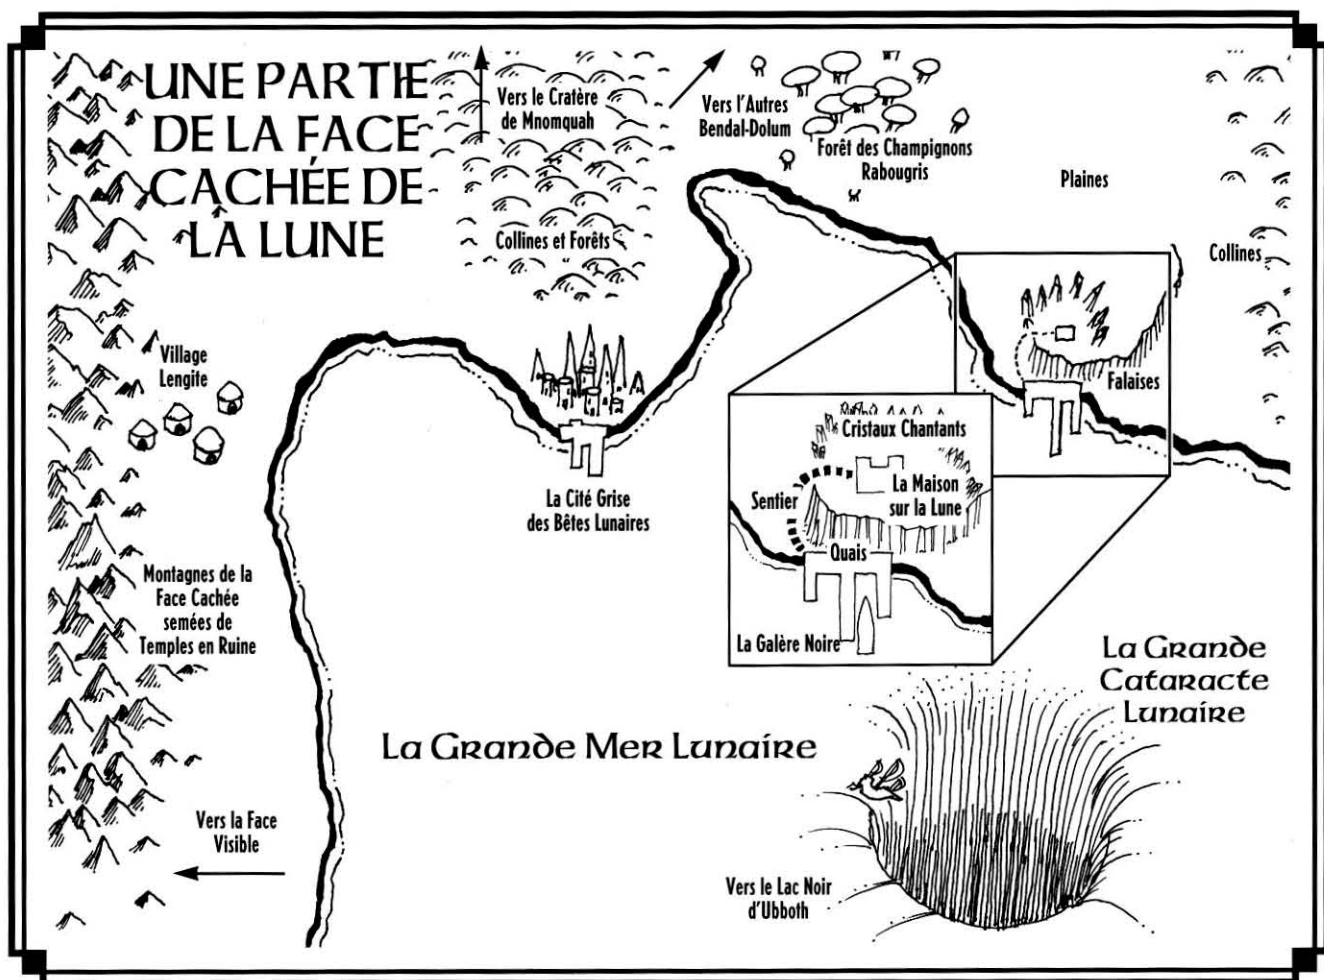 UNE PARTIE
DE LA FACE
CACHÉE DE
LA LUNE
Vers le Cratère
de Mnomquah
Vers l'Autres
Bendal-Dolum
Forêt des Champignons
Rabougris
Plaines
Collines et Forêts
Collines
Village
Lengite
Falaises
La Cité Grise
des Bêtes Lunaires
Cristaux Chantants
La Maison
sur la Lune
Sentier
Quais
La Galère Noire
Montagnes de la
Face Cachée
semées de
Temples en Ruine
La Grande
Cataracte
Lunaire
La Grande Mer Lunaire
Vers la Face
Visible
Vers le Lac Noir
d'Ubboth